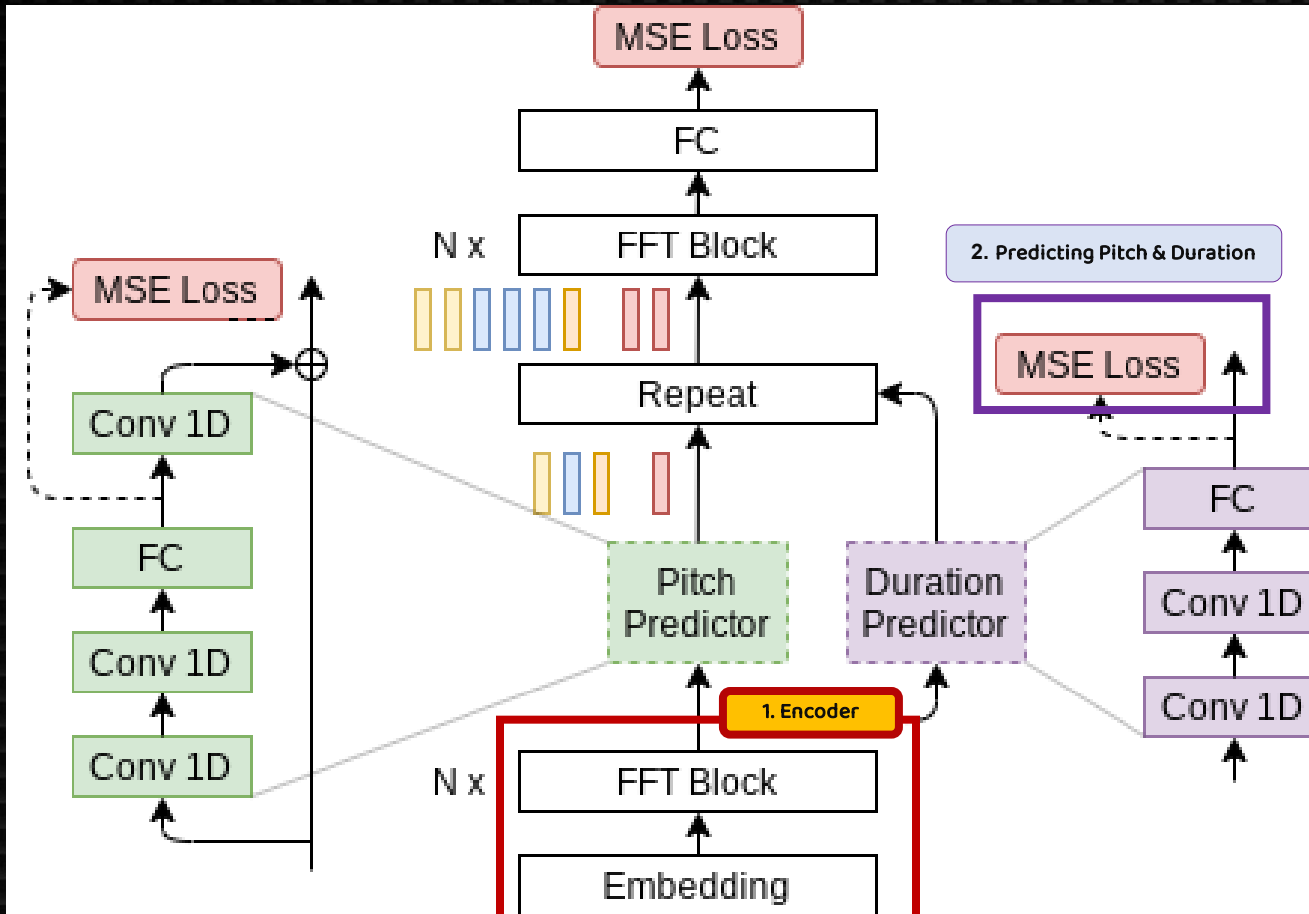 MSE Loss
FC
N x
FFT Block
2. Predicting Pitch & Duration
MSE Loss
MSE Loss
Repeat
Conv 1D
FC
FC
Pitch
Predictor
Duration
Predictor
Conv 1D
Conv 1D
Conv 1D
1. Encoder
Conv 1D
N x
FFT Block
Embedding